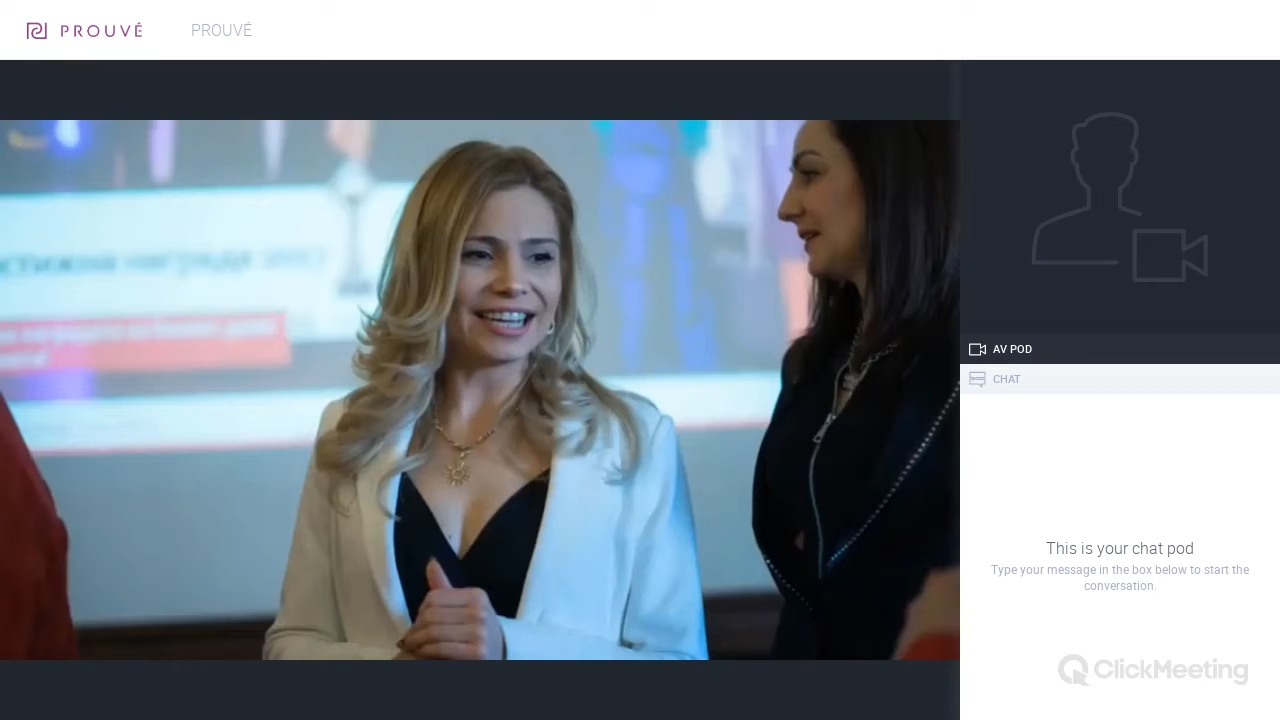 PROUVÉ PROUVÉ
AV POD
CHAT
This is your chat pod
Type your message in the box below to start the
conversation.
ClickMeeting